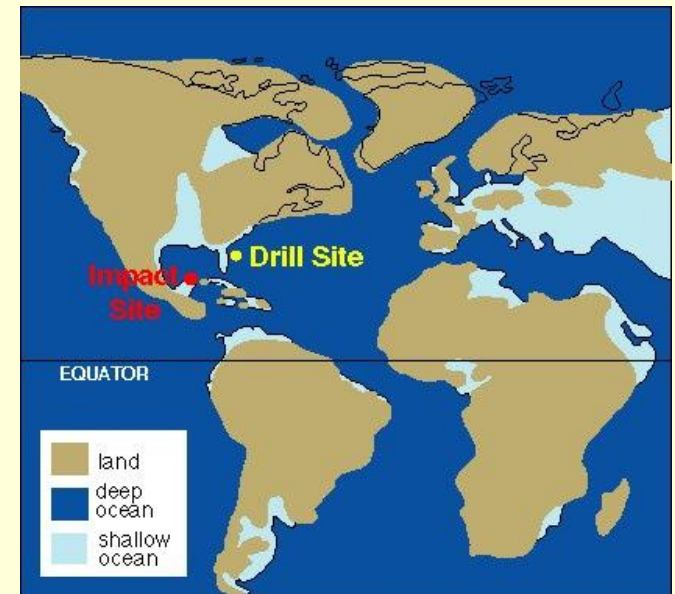 Drill Site
Impact
Site
EQUATOR
land
deep
ocean
shallow
ocean